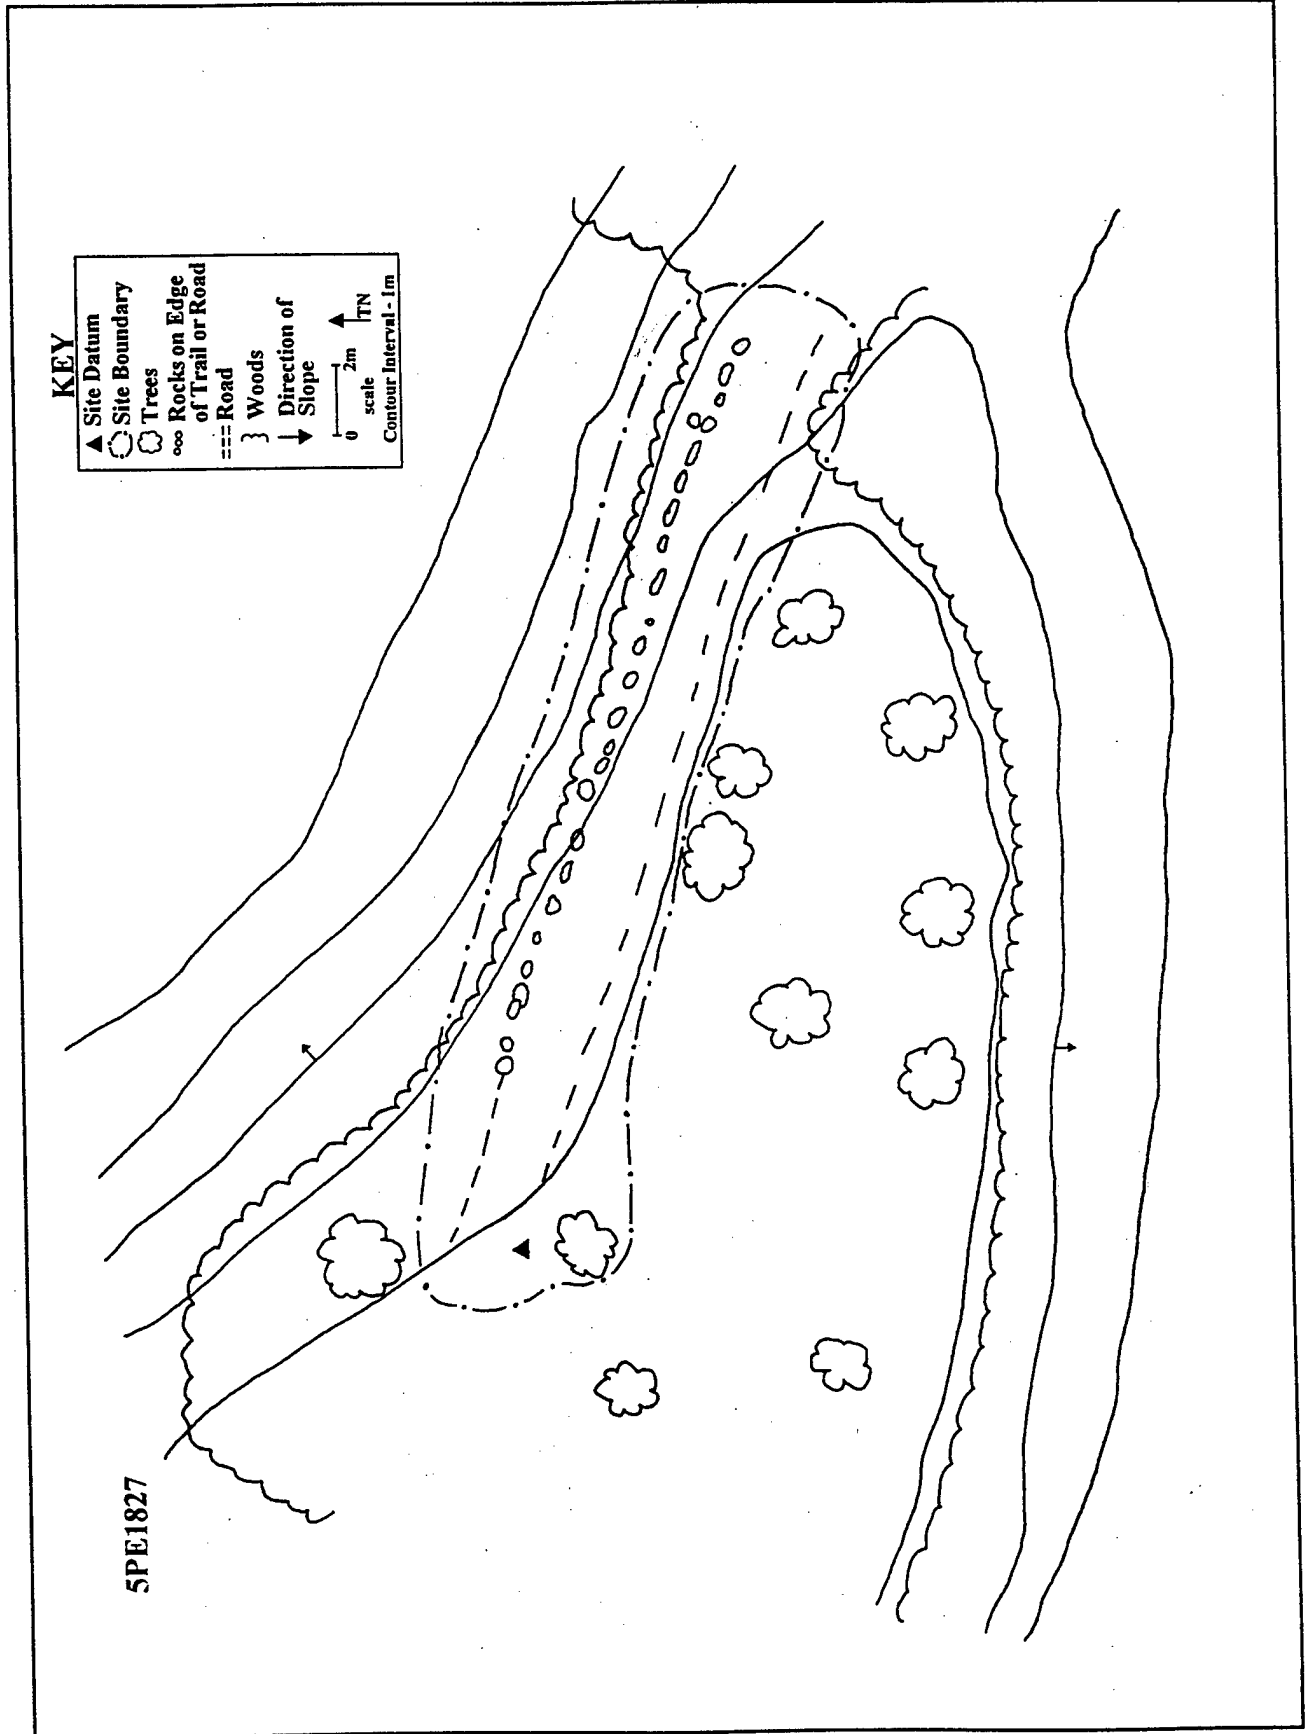 5PE1827
KEY
Site Datum
Site Boundary
Trees
Rocks on Edge
of Trail or Road
Road
Woods
Direction of
Slope
0 2m
scale
TN
Contour Interval - 1m